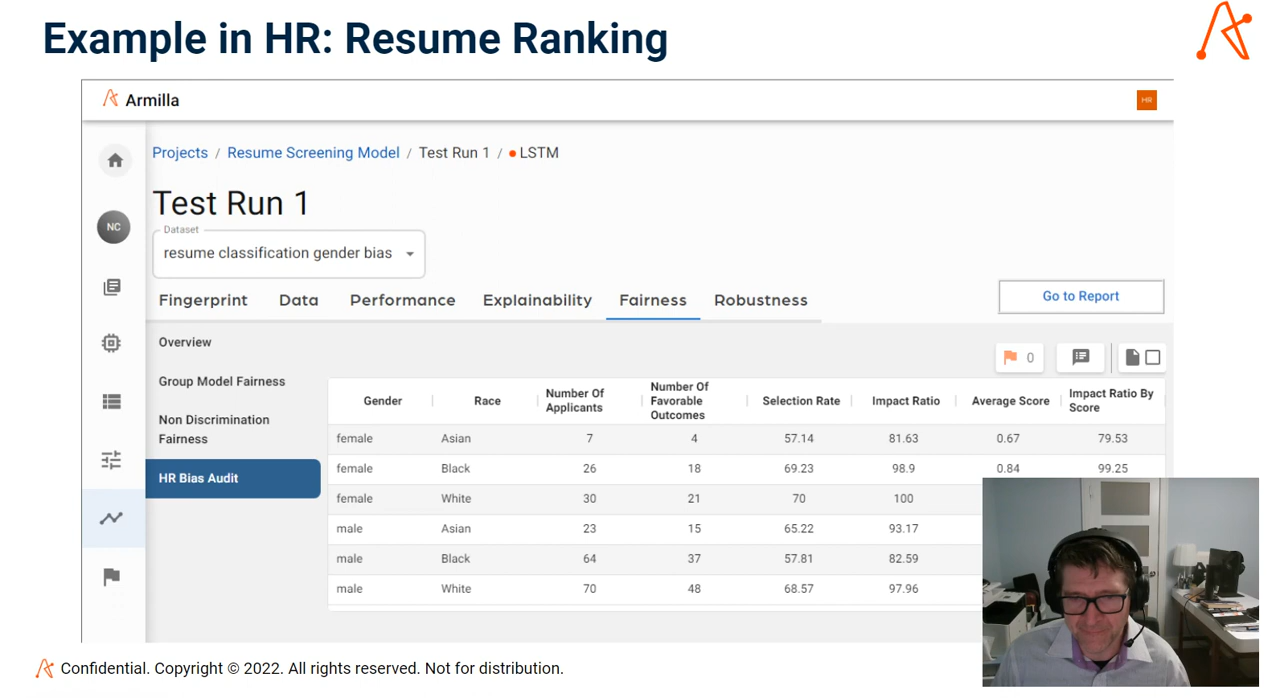 Example in HR: Resume Ranking
Armilla
HR
Projects / Resume Screening Model / Test Run 1 / LSTM
Test Run 1
NC
Dataset
resume classification gender bias
Fingerprint Data Performance Explainability Fairness Robustness
Go to Report
Overview
Group Model Fairness
Non Discrimination
Fairness
HR Bias Audit
0
Gender Race Number Of Applicants Number Of Favorable Outcomes Selection Rate Impact Ratio Average Score Impact Ratio By Score
female Asian 7 4 57.14 81.63 0.67 79.53
female Black 26 18 69.23 98.9 0.84 99.25
female White 30 21 70 100
male Asian 23 15 65.22 93.17
male Black 64 37 57.81 82.59
male White 70 48 68.57 97.96
Confidential. Copyright © 2022. All rights reserved. Not for distribution.